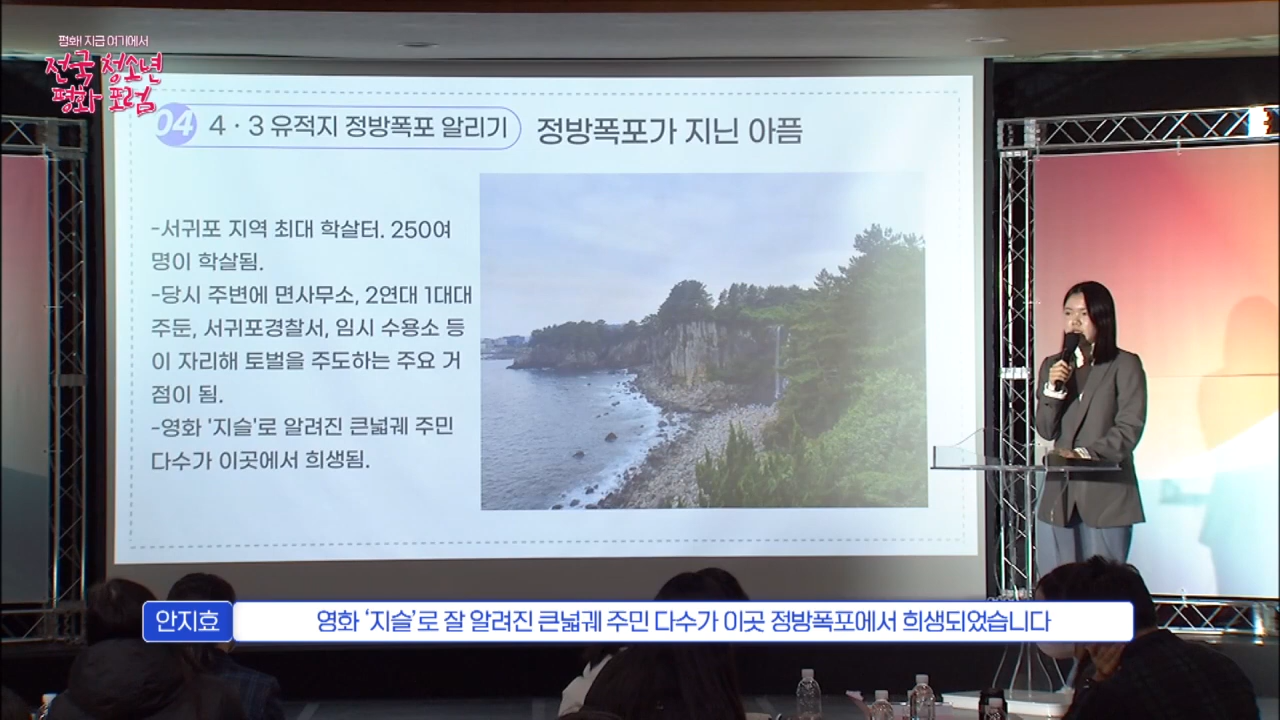 평화! 지금 여기에서
전국 청소년
평화 포럼
04 4·3 유적지 정방폭포 알리기
정방폭포가 지닌 아픔
-서귀포 지역 최대 학살터. 250여
명이 학살됨.
-당시 주변에 면사무소, 2연대 1대대
주둔, 서귀포경찰서, 임시 수용소 등
이 자리해 토벌을 주도하는 주요 거
점이 됨.
-영화 '지슬'로 알려진 큰넓궤 주민
다수가 이곳에서 희생됨.
안지효
영화 ‘지슬’로 잘 알려진 큰넓궤 주민 다수가 이곳 정방폭포에서 희생되었습니다